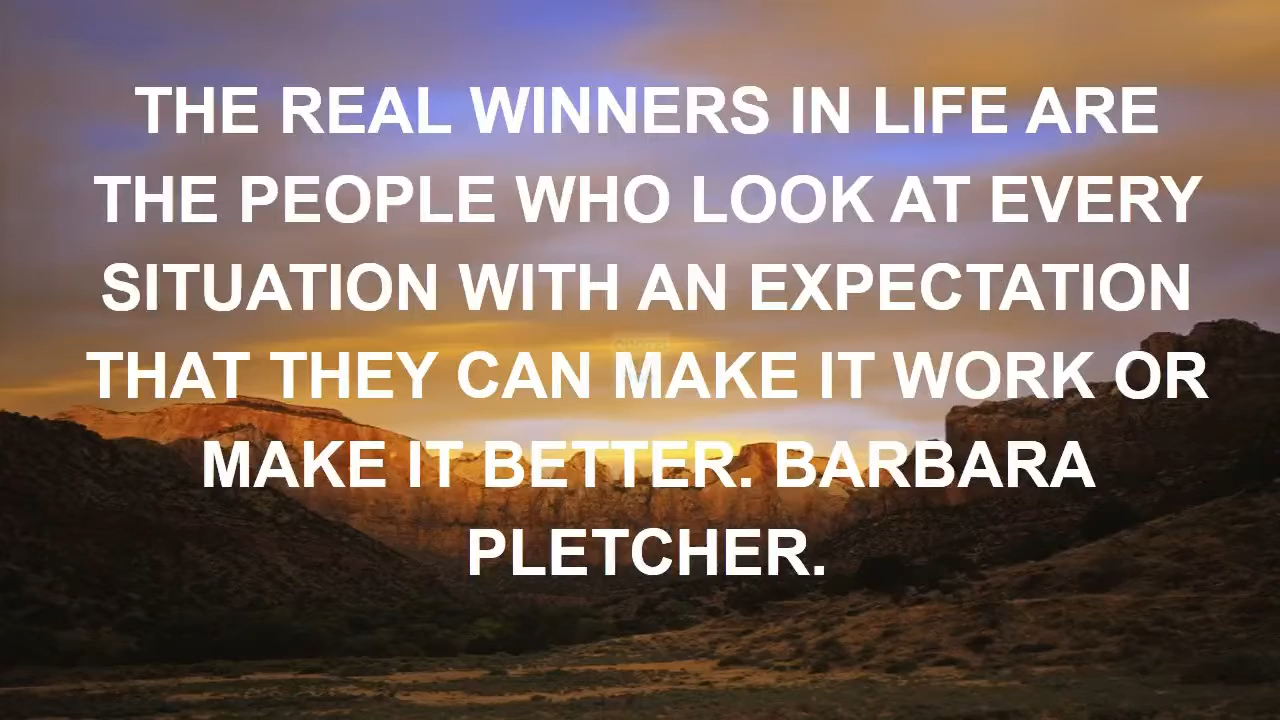 THE REAL WINNERS IN LIFE ARE
THE PEOPLE WHO LOOK AT EVERY
SITUATION WITH AN EXPECTATION
THAT THEY CAN MAKE IT WORK OR
MAKE IT BETTER. BARBARA
PLETCHER.